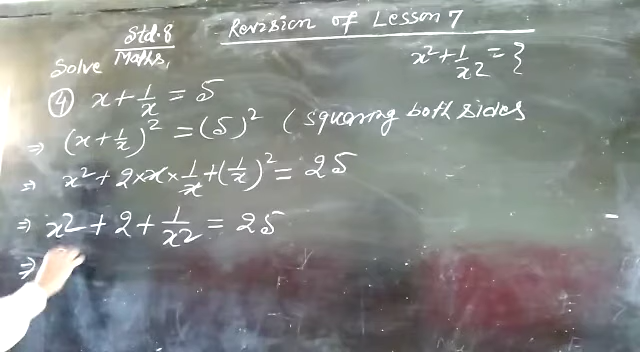 Std. 8
Maths,
Revision of Lesson 7
Solve
x² + 1/x² = ?
④ x + 1/x = 5
⇒ (x + 1/x)² = (5)² (squaring both sides
⇒ x² + 2 × x × 1/x + (1/x)² = 25
⇒ x² + 2 + 1/x² = 25
⇒